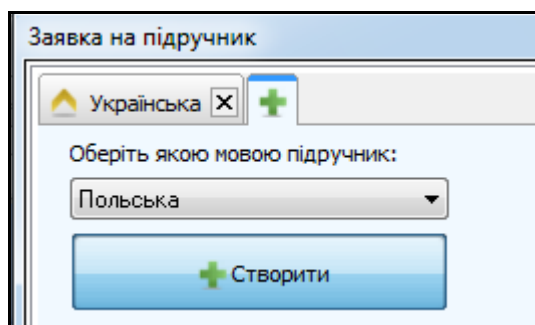 Заявка на підручник
Українська
Оберіть якою мовою підручник:
Польська
Створити